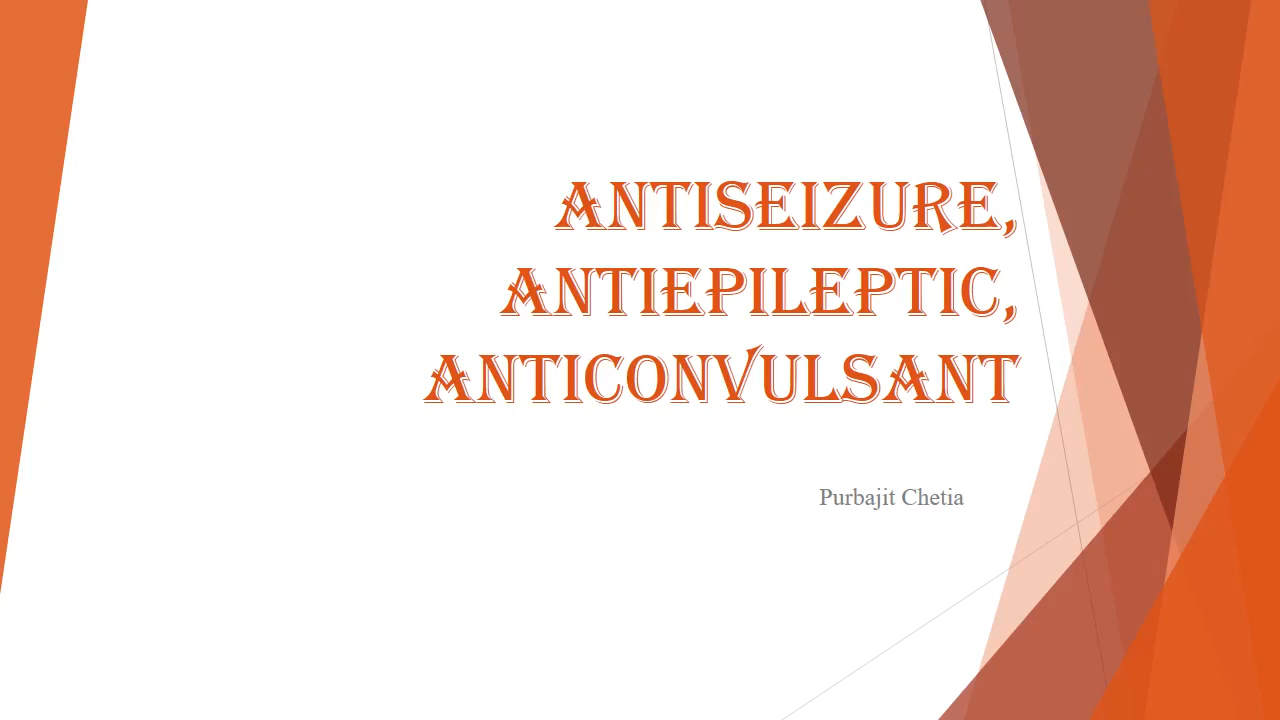 ANTISEIZURE,
ANTIEPILEPTIC,
ANTICONVULSANT
Purbajit Chetia